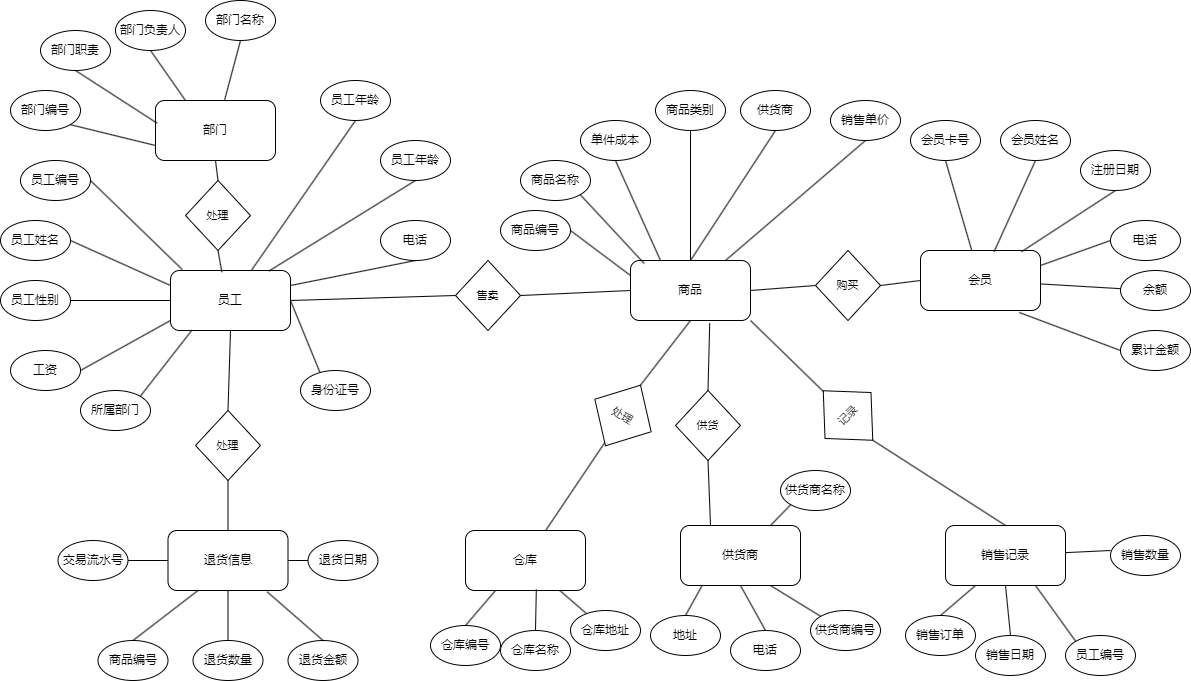 部门名称
部门负责人
部门职责
部门编号
部门
员工年龄
商品类别
供货商
销售单价
单件成本
会员卡号
会员姓名
员工年龄
注册日期
员工编号
商品名称
处理
商品编号
员工姓名
电话
电话
员工性别
员工
售卖
商品
购买
会员
余额
累计金额
工资
身份证号
所属部门
处理
供货
记录
处理
供货商名称
交易流水号
退货信息
退货日期
仓库
供货商
销售记录
销售数量
仓库编号
仓库名称
仓库地址
地址
电话
供货商编号
销售订单
销售日期
员工编号
商品编号
退货数量
退货金额